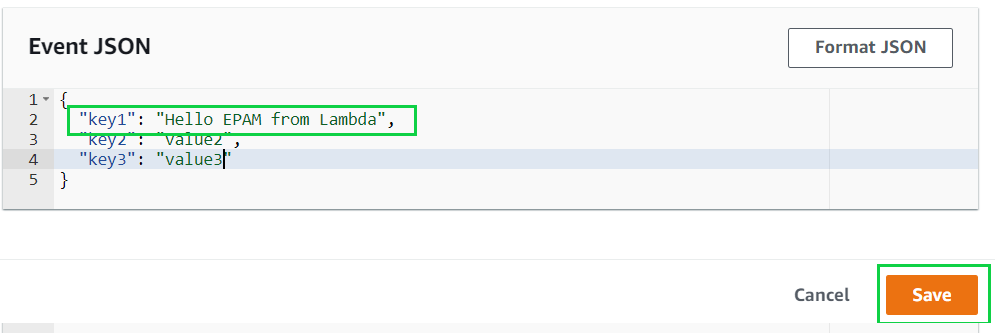 Event JSON
Format JSON
1 {
2 "key1": "Hello EPAM from Lambda",
3 "key2": "value2",
4 "key3": "value3"
5 }
Cancel
Save